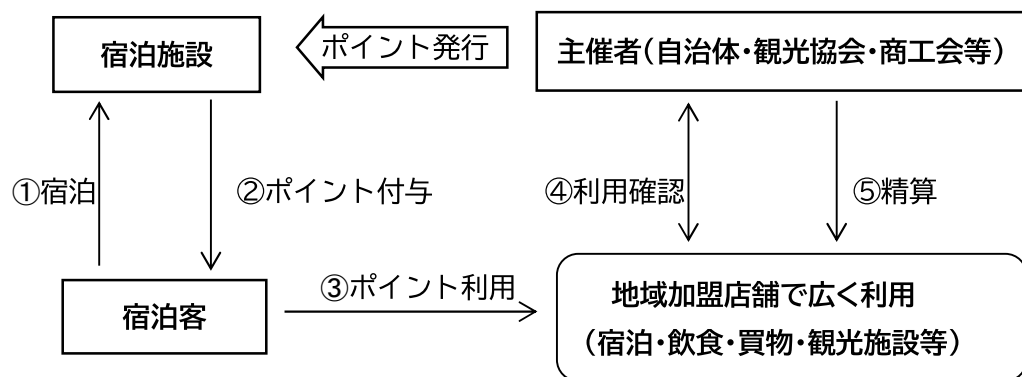 宿泊施設
ポイント発行
主催者(自治体・観光協会・商工会等)
①宿泊
②ポイント付与
④利用確認
⑤精算
宿泊客
③ポイント利用
地域加盟店舗で広く利用
(宿泊・飲食・買物・観光施設等)